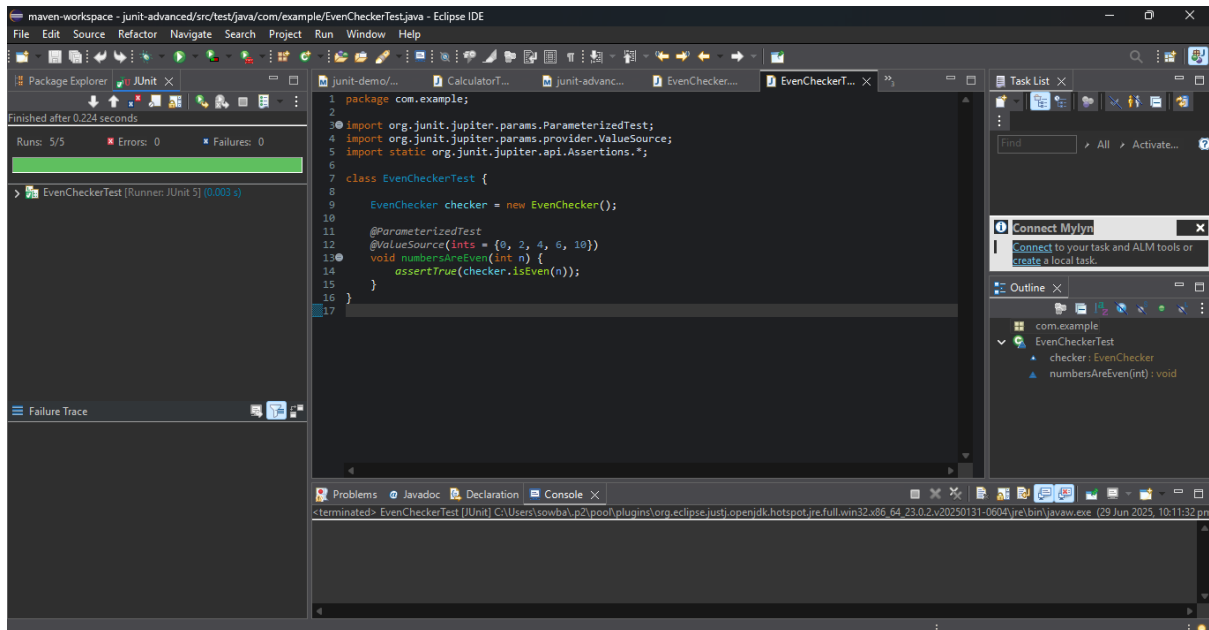 maven-workspace - junit-advanced/src/test/java/com/example/EvenCheckerTest.java - Eclipse IDE
File Edit Source Refactor Navigate Search Project Run Window Help
Package Explorer JUnit
Finished after 0.224 seconds
Runs: 5/5 Errors: 0 Failures: 0
EvenCheckerTest [Runner: JUnit 5] (0.003 s)
Failure Trace
junit-demo/... CalculatorT... junit-advanc... EvenChecker.... EvenCheckerT... 3
1 package com.example;
2
3 import org.junit.jupiter.params.ParameterizedTest;
4 import org.junit.jupiter.params.provider.ValueSource;
5 import static org.junit.jupiter.api.Assertions.*;
6
7 class EvenCheckerTest {
8
9 EvenChecker checker = new EvenChecker();
10
11 @ParameterizedTest
12 @ValueSource(ints = {0, 2, 4, 6, 10})
13 void numbersAreEven(int n) {
14 assertTrue(checker.isEven(n));
15 }
16 }
17
Problems Javadoc Declaration Console
<terminated> EvenCheckerTest [JUnit] C:\Users\sowba\.p2\pool\plugins\org.eclipse.justj.openjdk.hotspot.jre.full.win32.x86_64_23.0.2.v20250131-0604\jre\bin\javaw.exe (29 Jun 2025, 10:11:32 pm
Task List
Find All Activate...
Connect Mylyn
Connect to your task and ALM tools or
create a local task.
Outline
com.example
EvenCheckerTest
checker : EvenChecker
numbersAreEven(int) : void